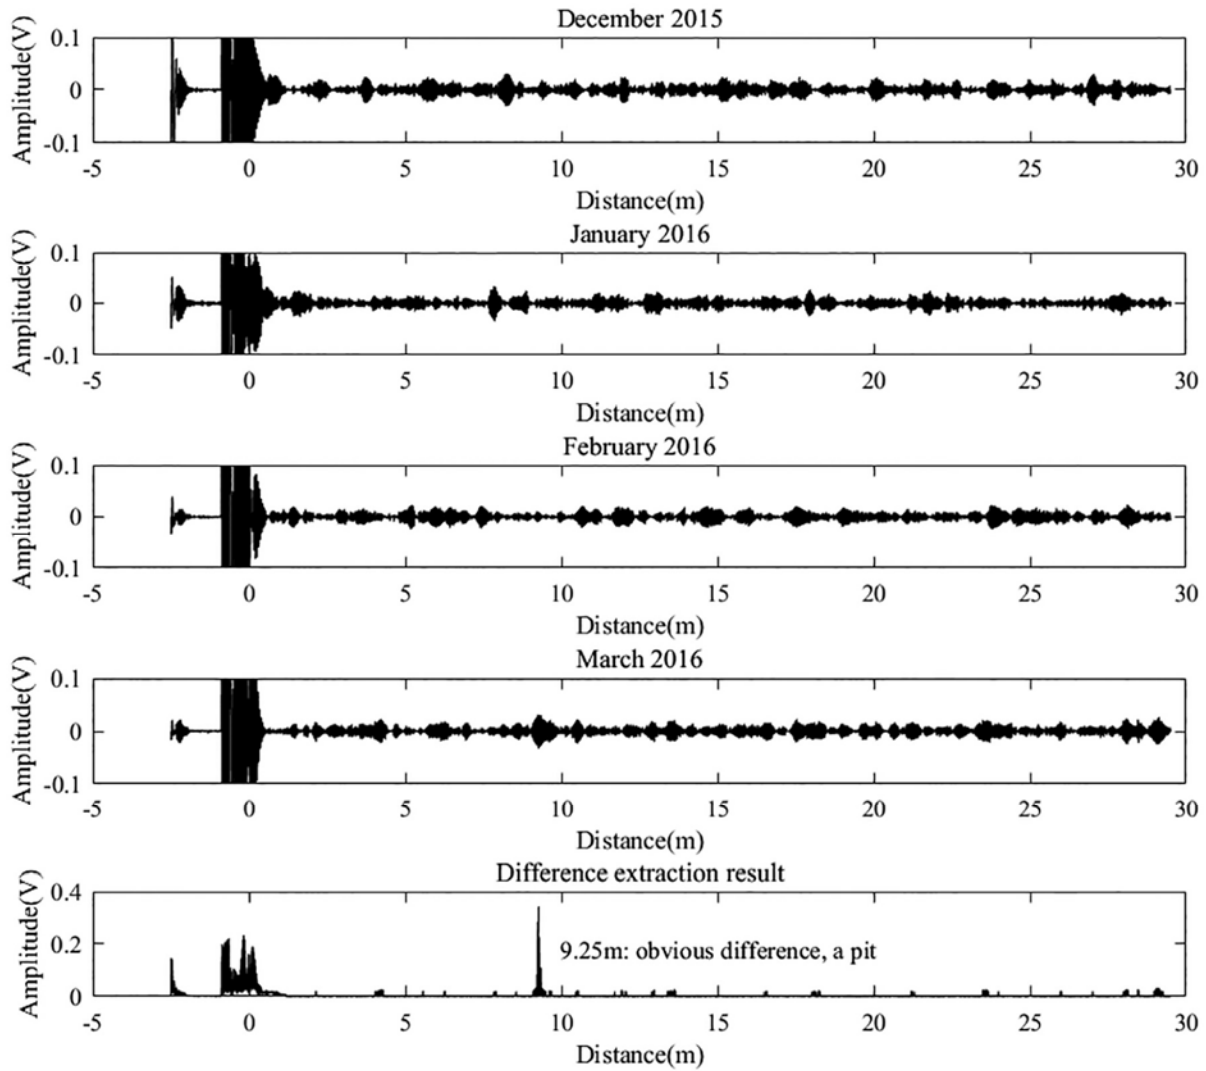 December 2015
Amplitude(V)
0.1
0
-0.1
-5 0 5 10 15 20 25 30
Distance(m)
January 2016
Amplitude(V)
0.1
0
-0.1
-5 0 5 10 15 20 25 30
Distance(m)
February 2016
Amplitude(V)
0.1
0
-0.1
-5 0 5 10 15 20 25 30
Distance(m)
March 2016
Amplitude(V)
0.1
0
-0.1
-5 0 5 10 15 20 25 30
Distance(m)
Difference extraction result
Amplitude(V)
0.4
0.2
9.25m: obvious difference, a pit
0
-5 0 5 10 15 20 25 30
Distance(m)